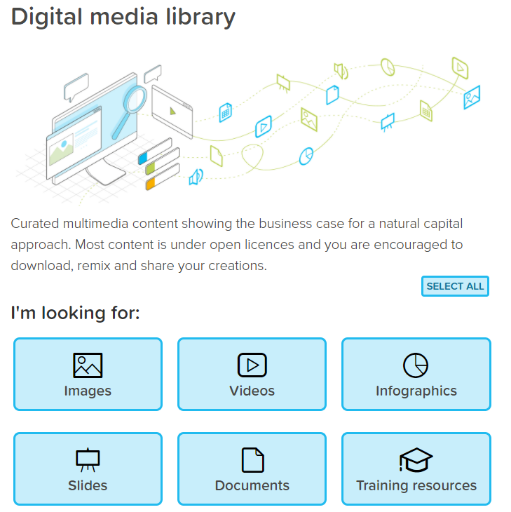 Digital media library
Curated multimedia content showing the business case for a natural capital
approach. Most content is under open licences and you are encouraged to
download, remix and share your creations.
SELECT ALL
I'm looking for:
Images
Videos
Infographics
Slides
Documents
Training resources